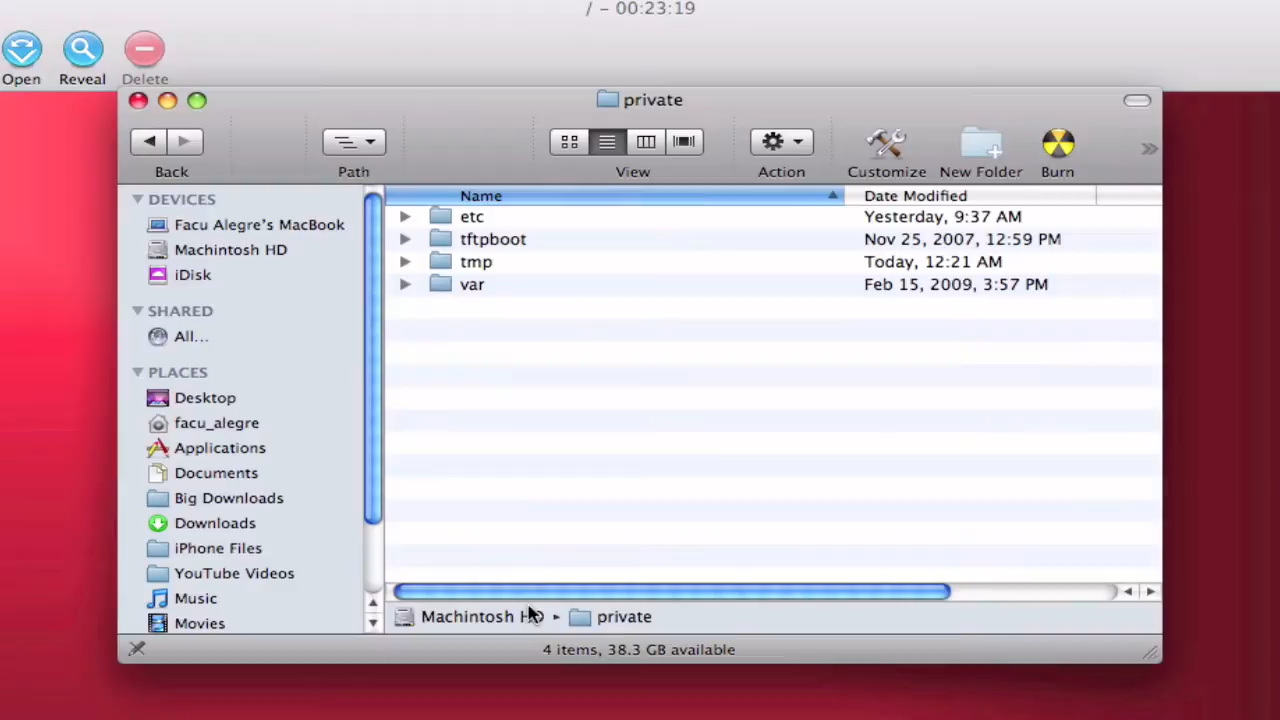 / – 00:23:19
Open Reveal Delete
private
Back Path View Action Customize New Folder Burn
Name Date Modified
DEVICES
Facu Alegre's MacBook
Machintosh HD
iDisk
SHARED
All...
PLACES
Desktop
facu_alegre
Applications
Documents
Big Downloads
Downloads
iPhone Files
YouTube Videos
Music
Movies
etc Yesterday, 9:37 AM
tftpboot Nov 25, 2007, 12:59 PM
tmp Today, 12:21 AM
var Feb 15, 2009, 3:57 PM
Machintosh HD private
4 items, 38.3 GB available